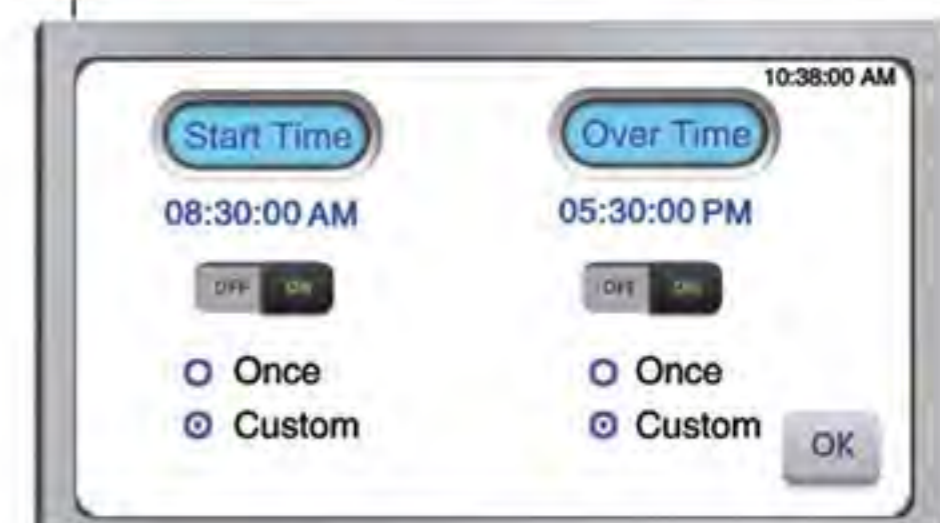 10:38:00 AM
Start Time Over Time
08:30:00 AM 05:30:00 PM
OFF ON OFF ON
Once Once
Custom Custom
OK